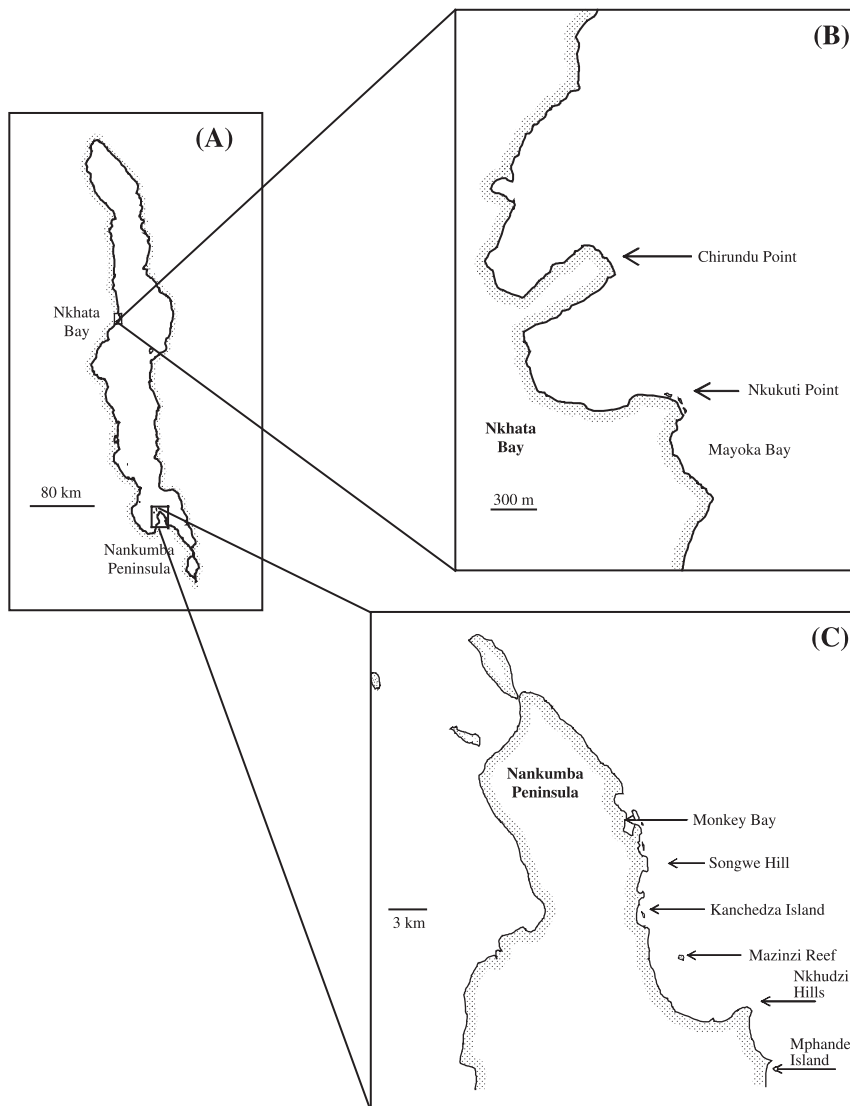 (A)
Nkhata
Bay
80 km
Nankumba
Peninsula
(B)
Chirundu Point
Nkukuti Point
Nkhata
Bay
Mayoka Bay
300 m
(C)
Nankumba
Peninsula
Monkey Bay
Songwe Hill
Kanchedza Island
3 km
Mazinzi Reef
Nkhudzi
Hills
Mphande
Island